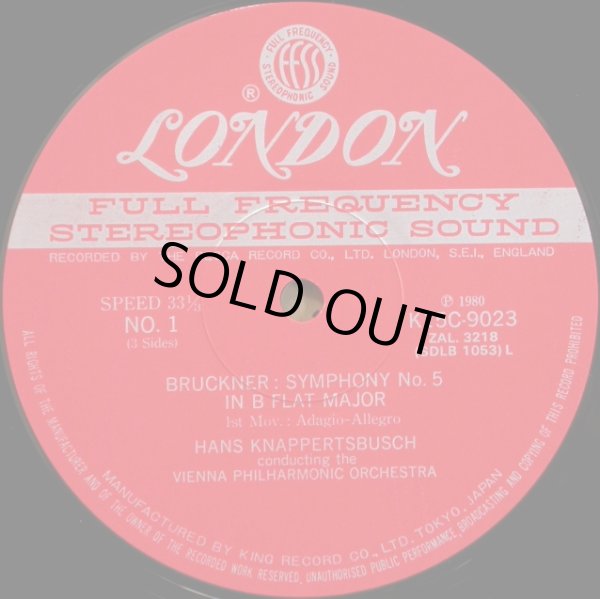 FULL FREQUENCY
ffss
STEREOPHONIC SOUND
®
LONDON
FULL FREQUENCY
STEREOPHONIC SOUND
RECORDED BY THE RECORD CO., LTD. LONDON, S.E.I., ENGLAND
SOLD OUT
SPEED 33⅓
NO. 1
(3 Sides)
Ⓟ 1980
9023
ZAL. 3218
(SDLB 1053) L
BRUCKNER : SYMPHONY No. 5
IN B FLAT MAJOR
1st Mov. : Adagio-Allegro
HANS KNAPPERTSBUSCH
conducting the
VIENNA PHILHARMONIC ORCHESTRA
MANUFACTURED BY KING RECORD CO., LTD. TOKYO, JAPAN
ALL RIGHTS OF THE MANUFACTURER AND OF THE OWNER OF THE RECORDED WORK RESERVED, UNAUTHORISED PUBLIC PERFORMANCE, BROADCASTING AND COPYING OF THIS RECORD PROHIBITED